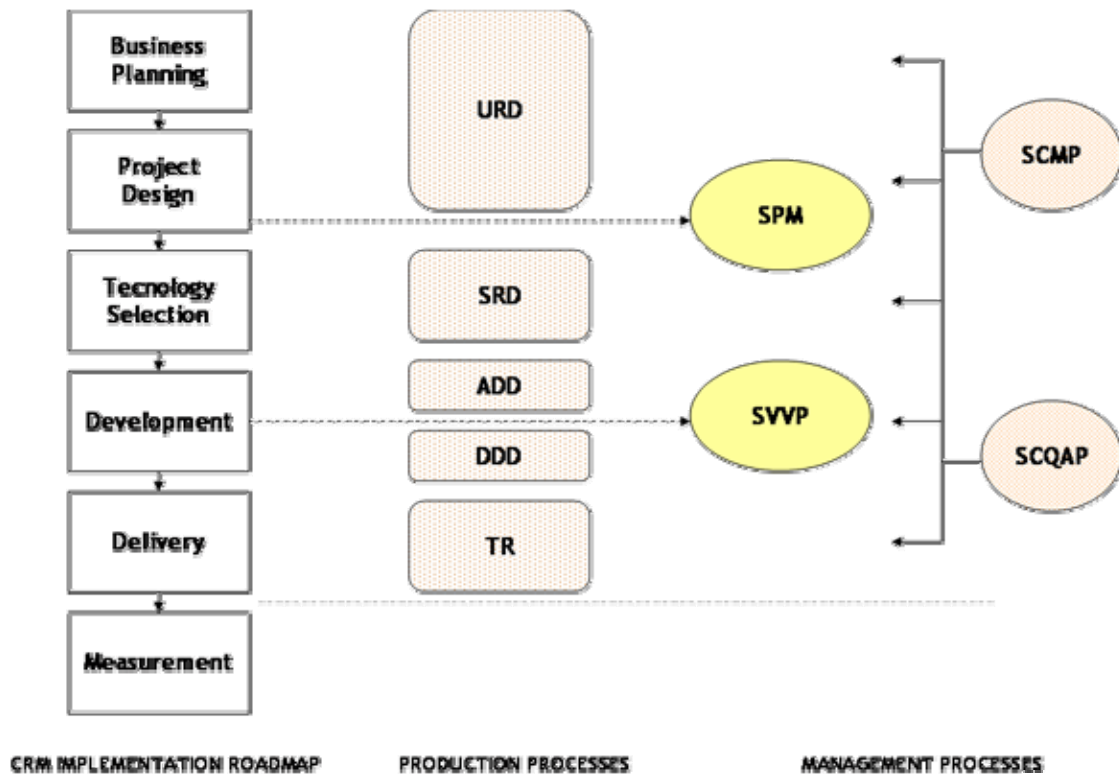 Business
Planning
Project
Design
Tecnology
Selection
Development
Delivery
Measurement
URD
SRD
ADD
DDD
TR
SPM
SVVP
SCMP
SCQAP
CRM IMPLEMENTATION ROADMAP
PRODUCTION PROCESSES
MANAGEMENT PROCESSES